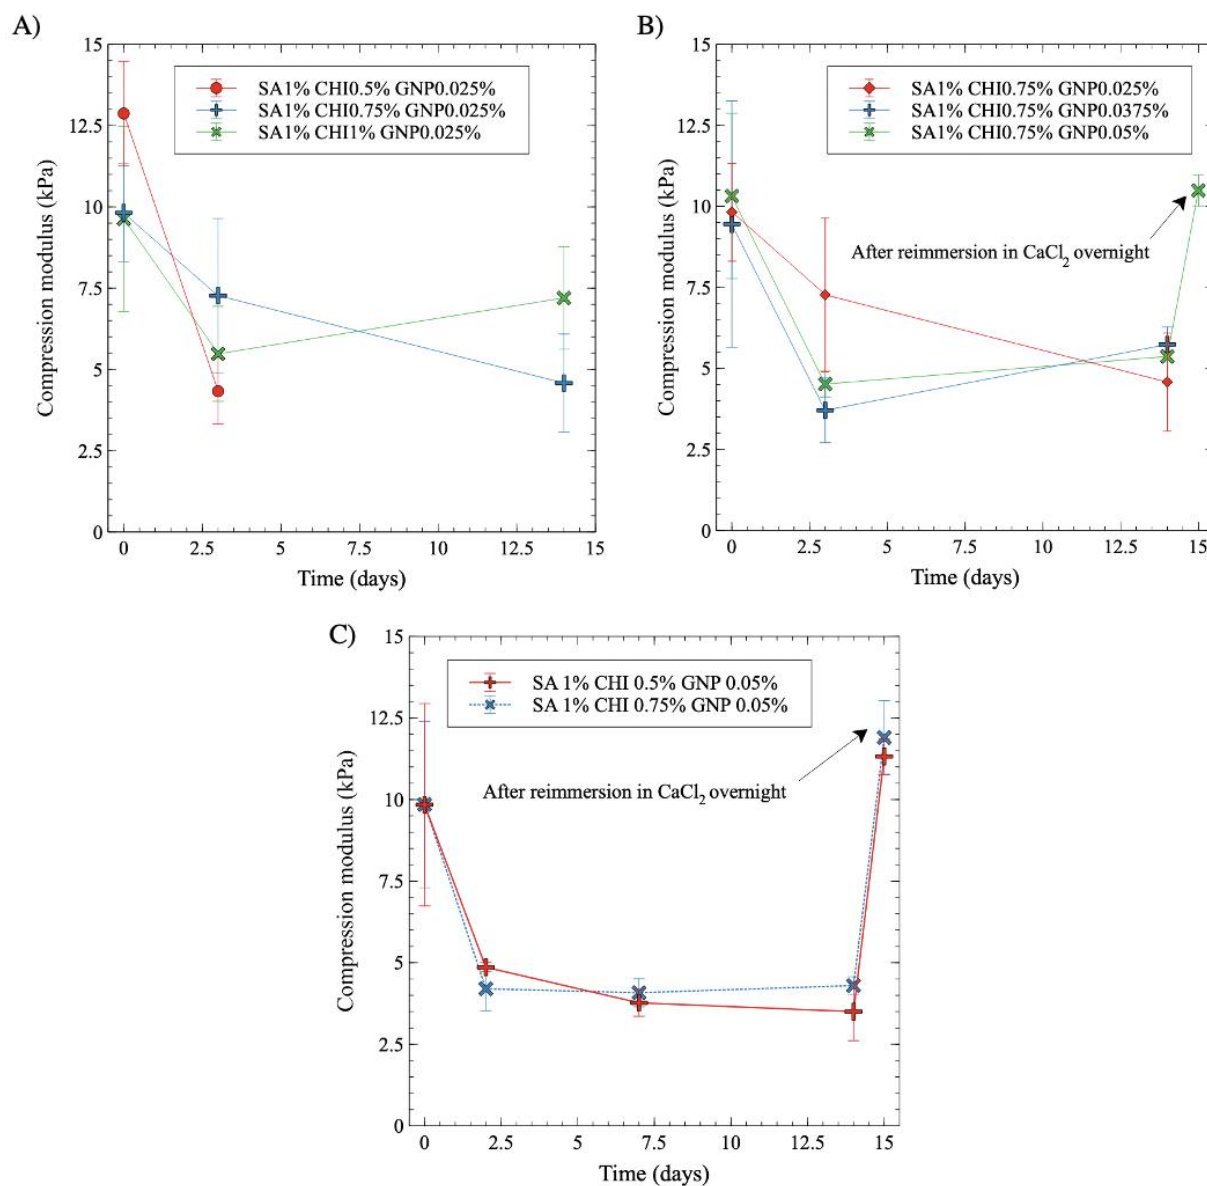 A)
15
12.5
10
7.5
5
2.5
0
Compression modulus (kPa)
SA1% CHI0.5% GNP0.025%
SA1% CHI0.75% GNP0.025%
SA1% CHI1% GNP0.025%
0 2.5 5 7.5 10 12.5 15
Time (days)
B)
15
12.5
10
7.5
5
2.5
0
Compression modulus (kPa)
SA1% CHI0.75% GNP0.025%
SA1% CHI0.75% GNP0.0375%
SA1% CHI0.75% GNP0.05%
After reimmersion in CaCl2 overnight
0 2.5 5 7.5 10 12.5 15
Time (days)
C)
15
12.5
10
7.5
5
2.5
0
Compression modulus (kPa)
SA 1% CHI 0.5% GNP 0.05%
SA 1% CHI 0.75% GNP 0.05%
After reimmersion in CaCl2 overnight
0 2.5 5 7.5 10 12.5 15
Time (days)